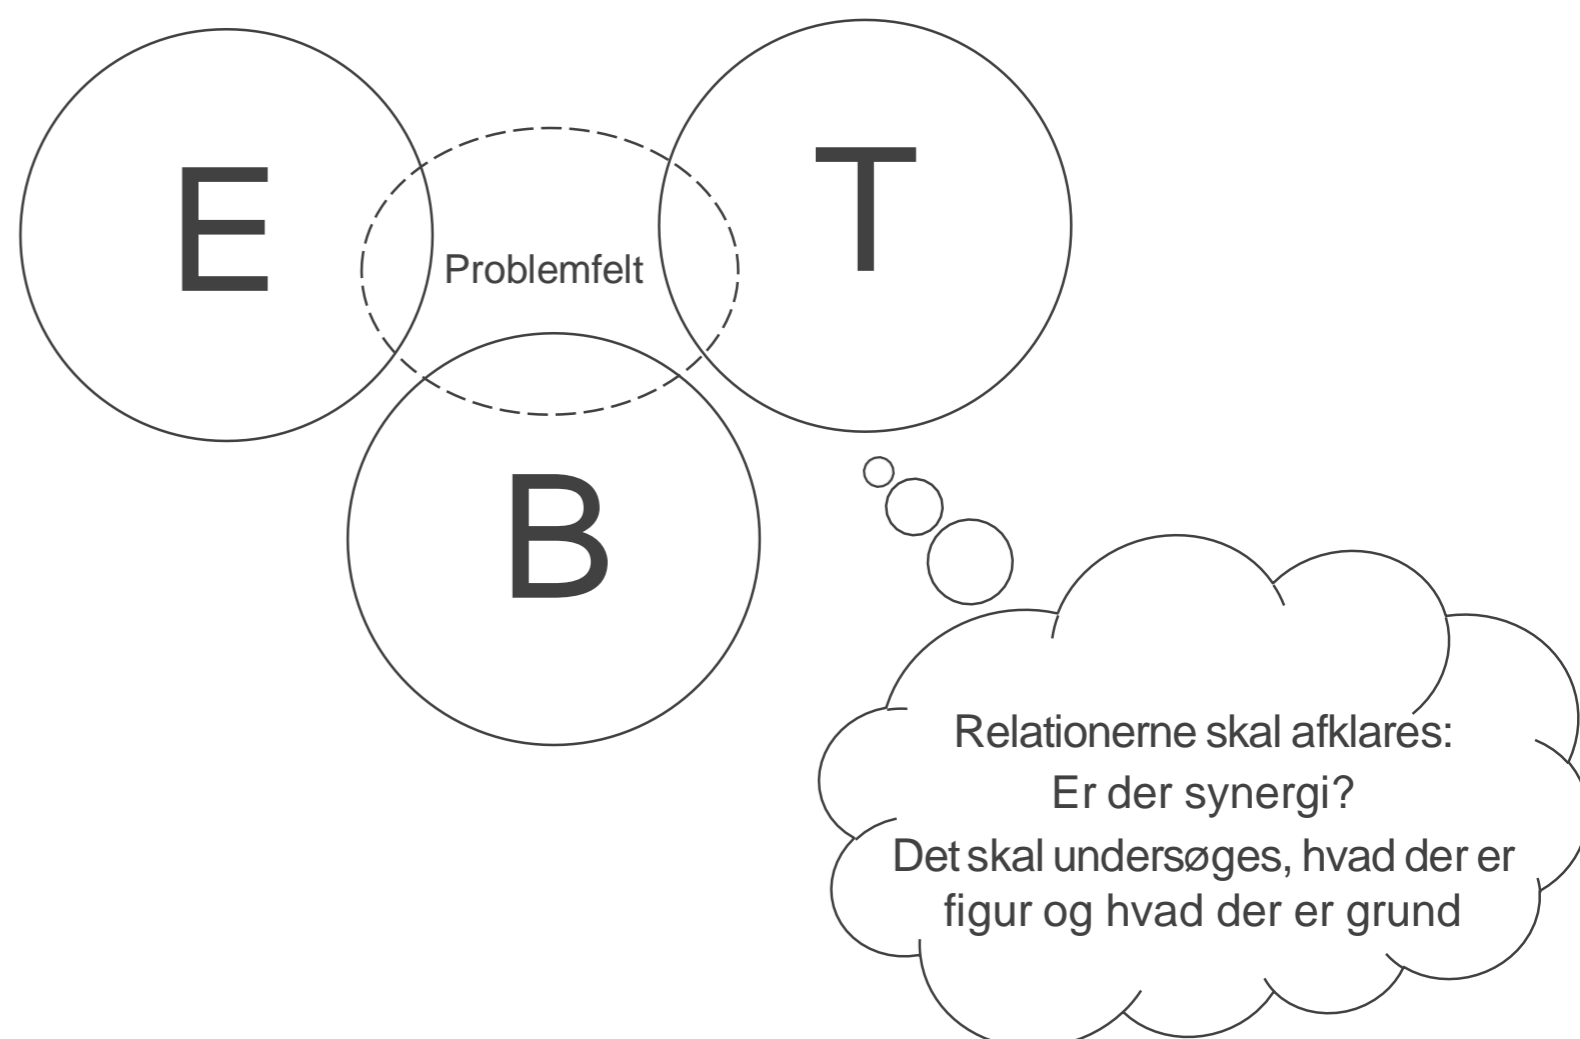 E
T
Problemfelt
B
Relationerne skal afklares:
Er der synergi?
Det skal undersøges, hvad der er
figur og hvad der er grund